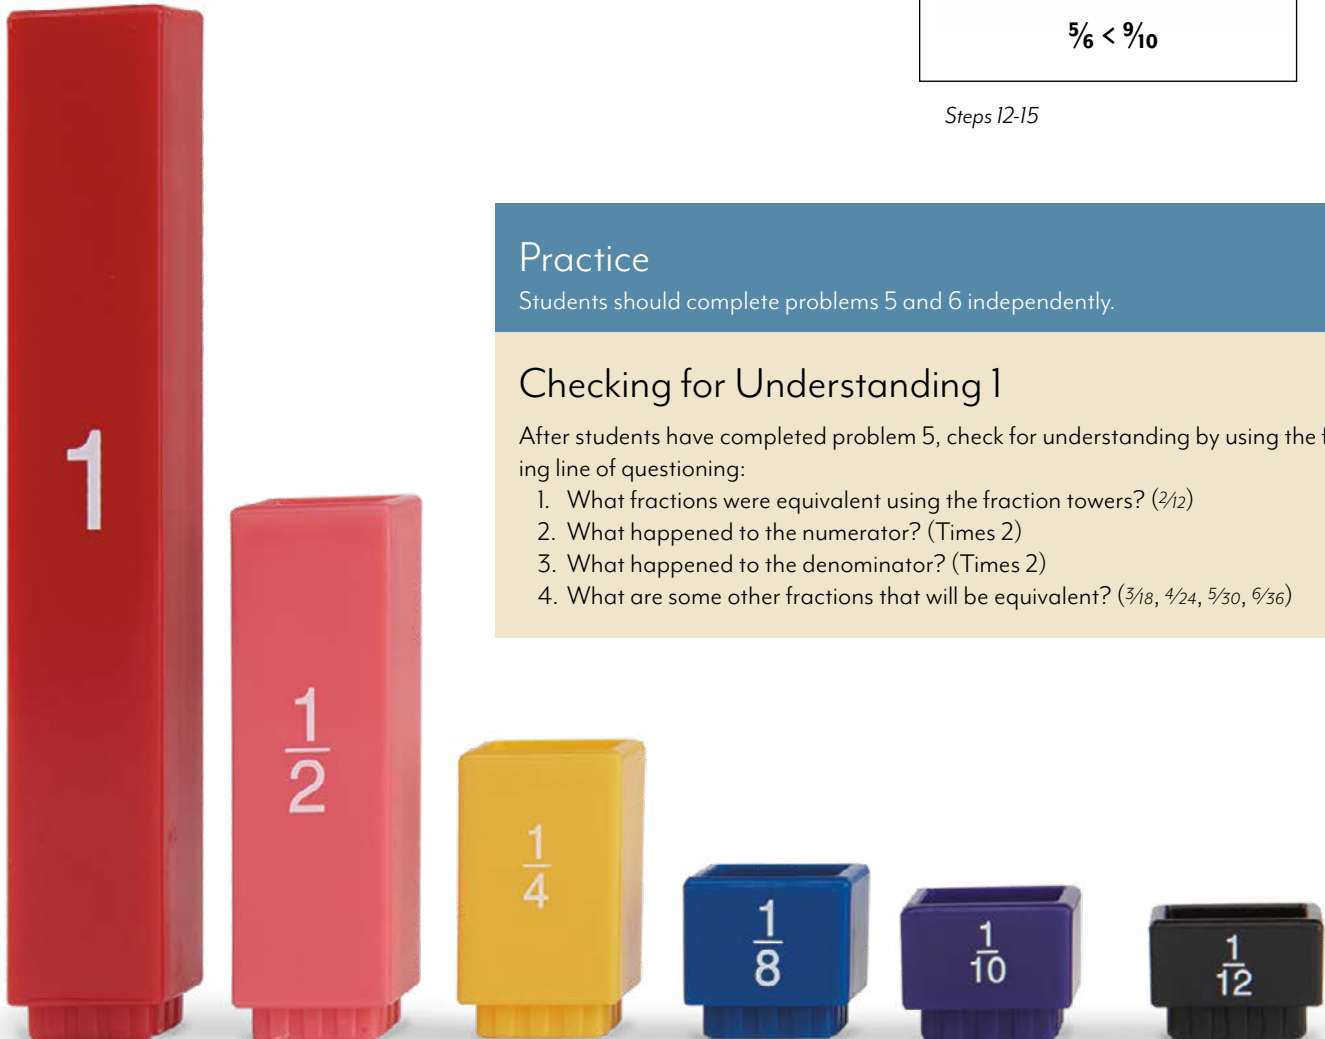 ⅚ < 9⁄10
Steps 12-15
Practice
Students should complete problems 5 and 6 independently.
Checking for Understanding 1
After students have completed problem 5, check for understanding by using the
ing line of questioning:
1. What fractions were equivalent using the fraction towers? (2⁄12)
2. What happened to the numerator? (Times 2)
3. What happened to the denominator? (Times 2)
4. What are some other fractions that will be equivalent? (3⁄18, 4⁄24, 5⁄30, 6⁄36)
1
1/2
1/4
1/8
1/10
1/12